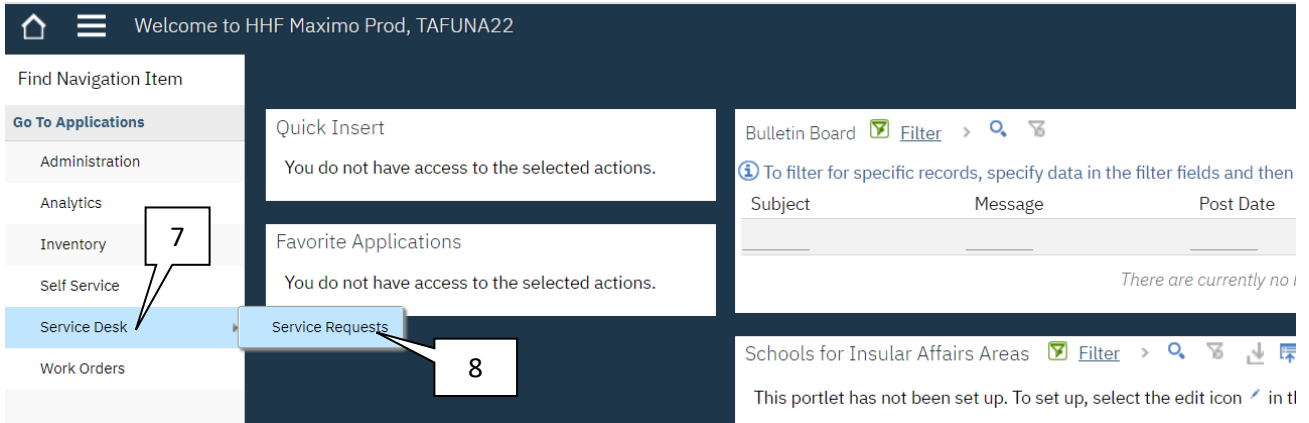 Welcome to HHF Maximo Prod, TAFUNA22
Find Navigation Item
Go To Applications
Administration
Analytics
Inventory
Self Service
Service Desk
Work Orders
7
Service Requests
8
Quick Insert
You do not have access to the selected actions.
Favorite Applications
You do not have access to the selected actions.
Bulletin Board Filter >
To filter for specific records, specify data in the filter fields and then
Subject Message Post Date
There are currently no
Schools for Insular Affairs Areas Filter >
This portlet has not been set up. To set up, select the edit icon in